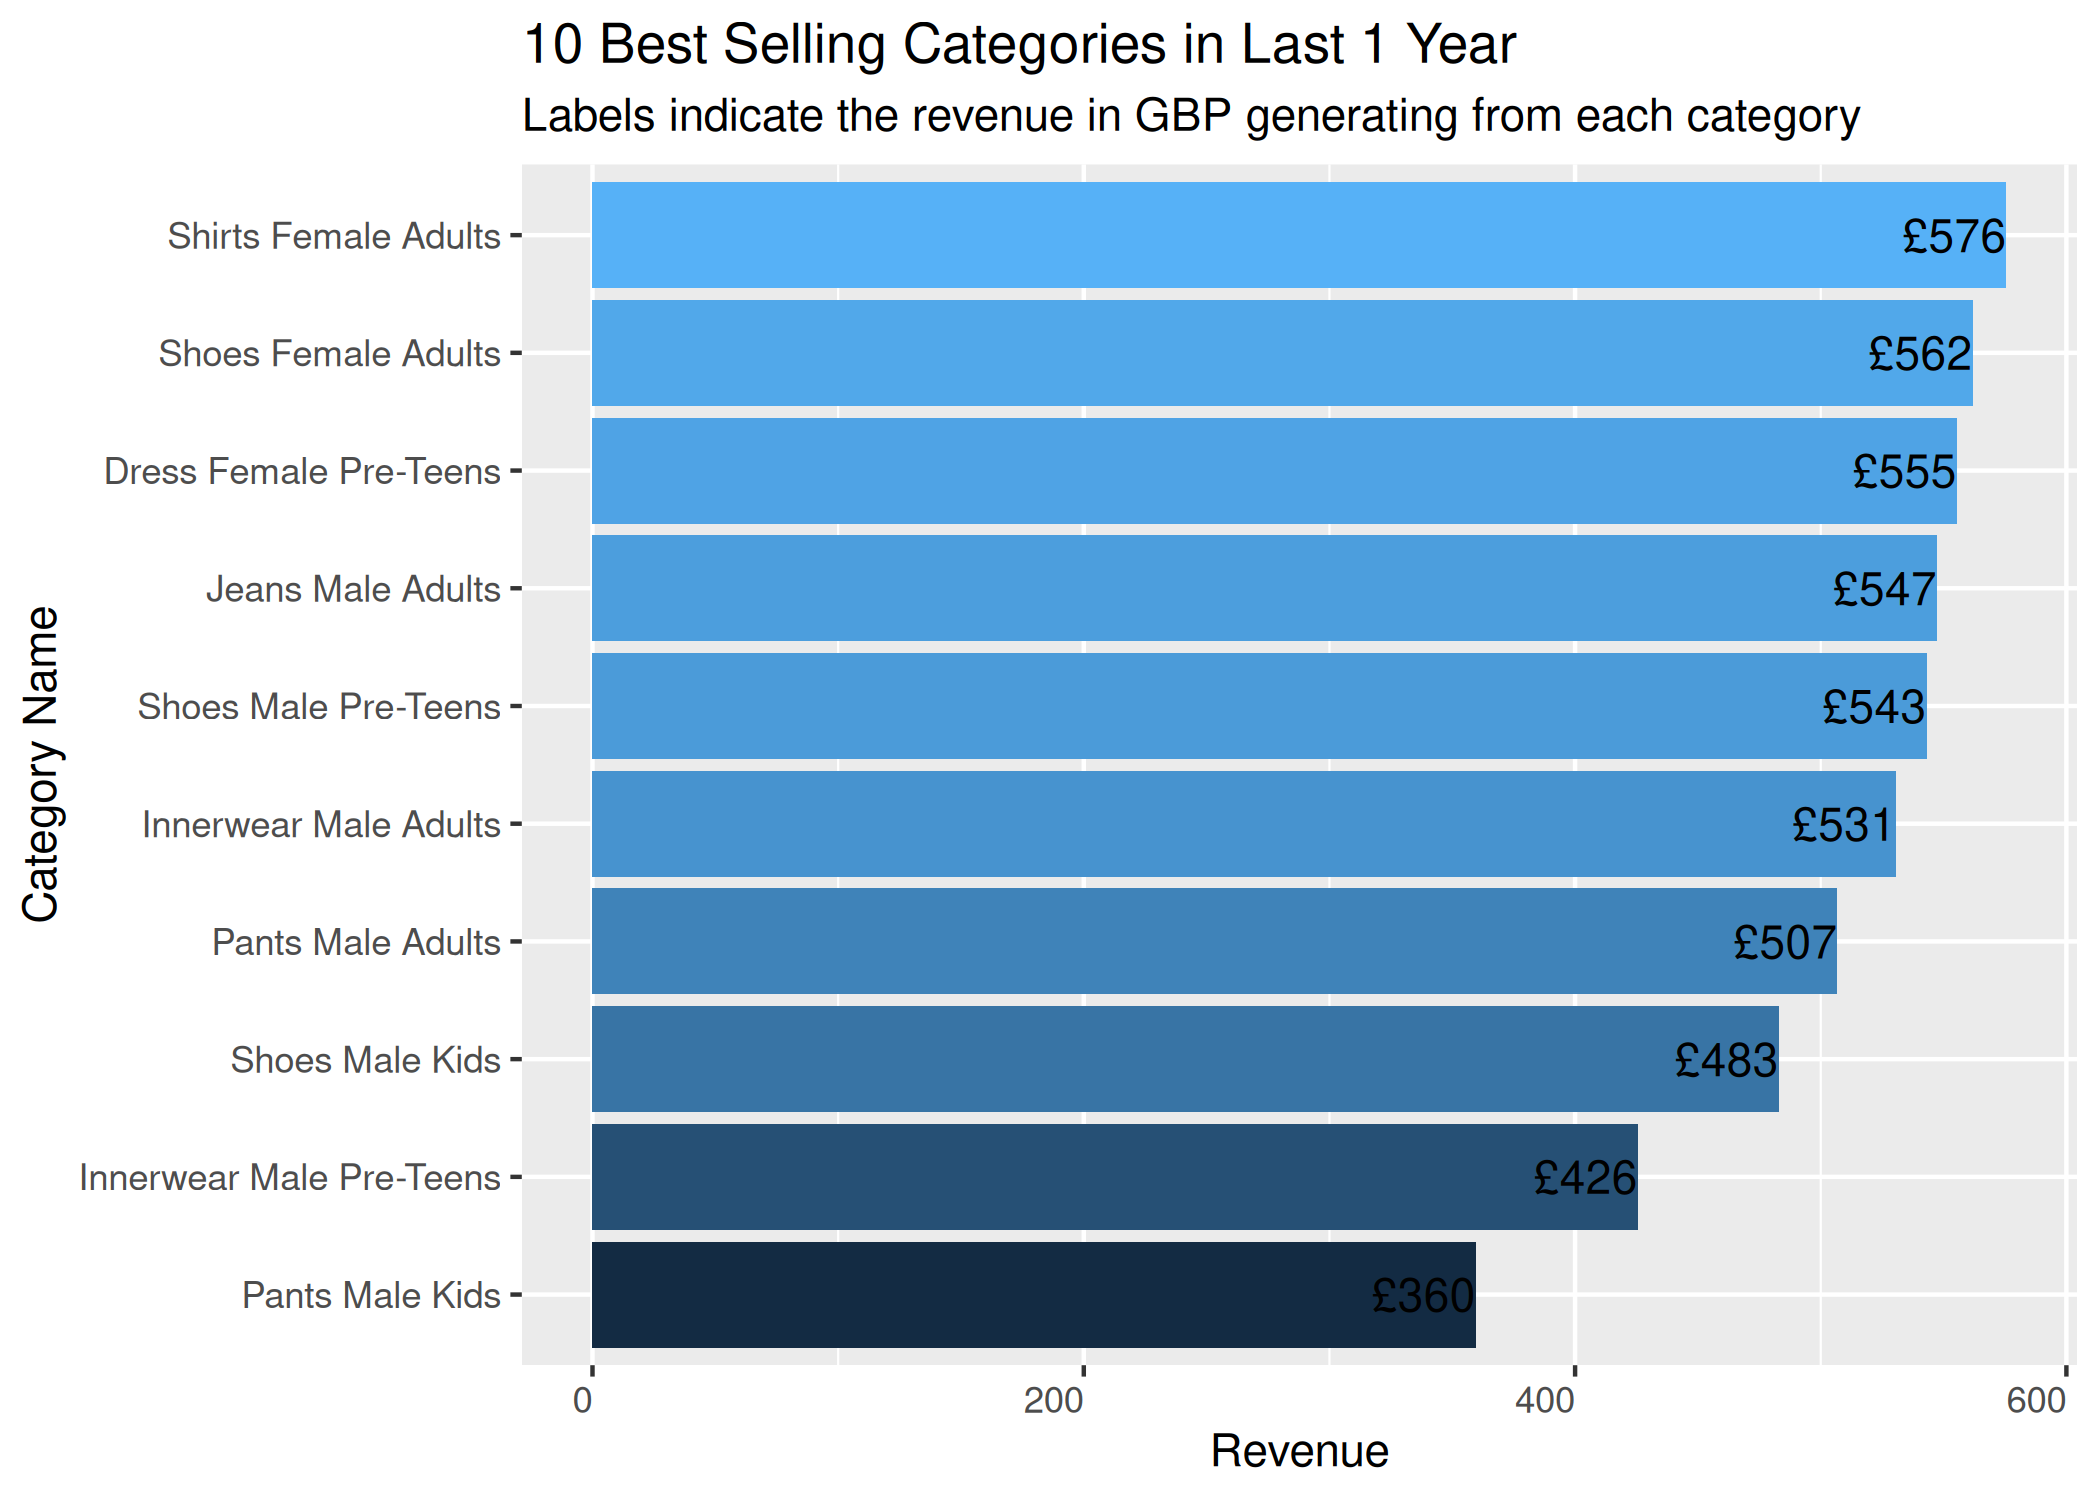 10 Best Selling Categories in Last 1 Year
Labels indicate the revenue in GBP generating from each category
Category Name
Shirts Female Adults £576
Shoes Female Adults £562
Dress Female Pre-Teens £555
Jeans Male Adults £547
Shoes Male Pre-Teens £543
Innerwear Male Adults £531
Pants Male Adults £507
Shoes Male Kids £483
Innerwear Male Pre-Teens £426
Pants Male Kids £360
0 200 400 600
Revenue